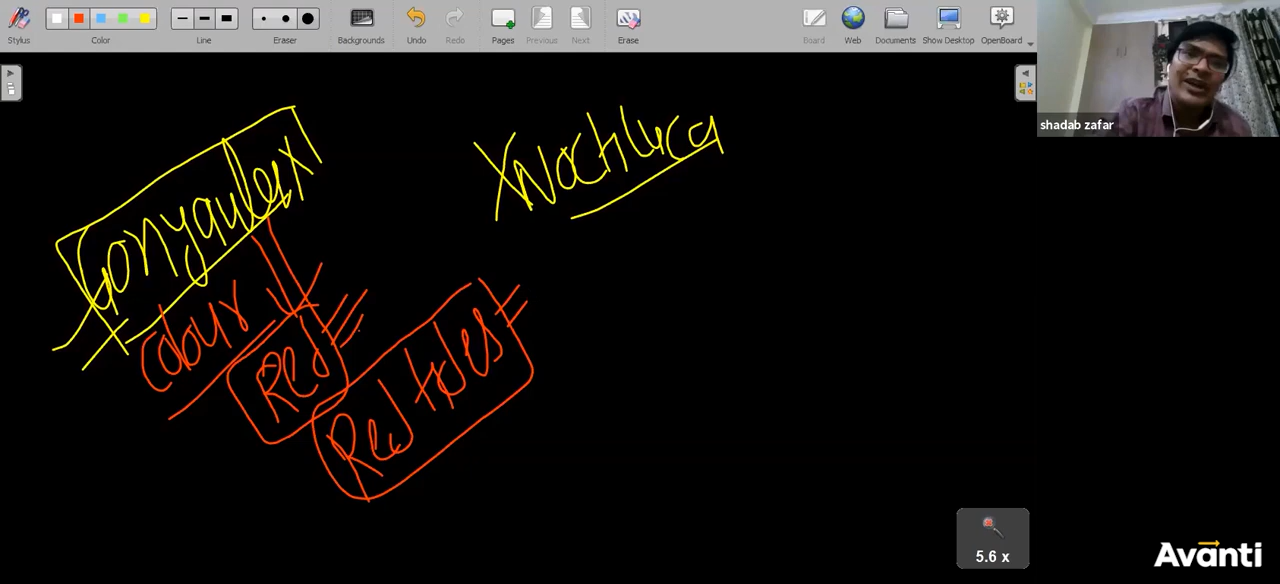 Stylus
Color
Line
Eraser
Backgrounds
Undo
Redo
Pages
Previous
Next
Erase
Board
Web
Documents
Show Desktop
OpenBoard
shadab zafar
Gonyaulax
Noctiluca
colour
Red
Red tides
5.6 x
Avanti